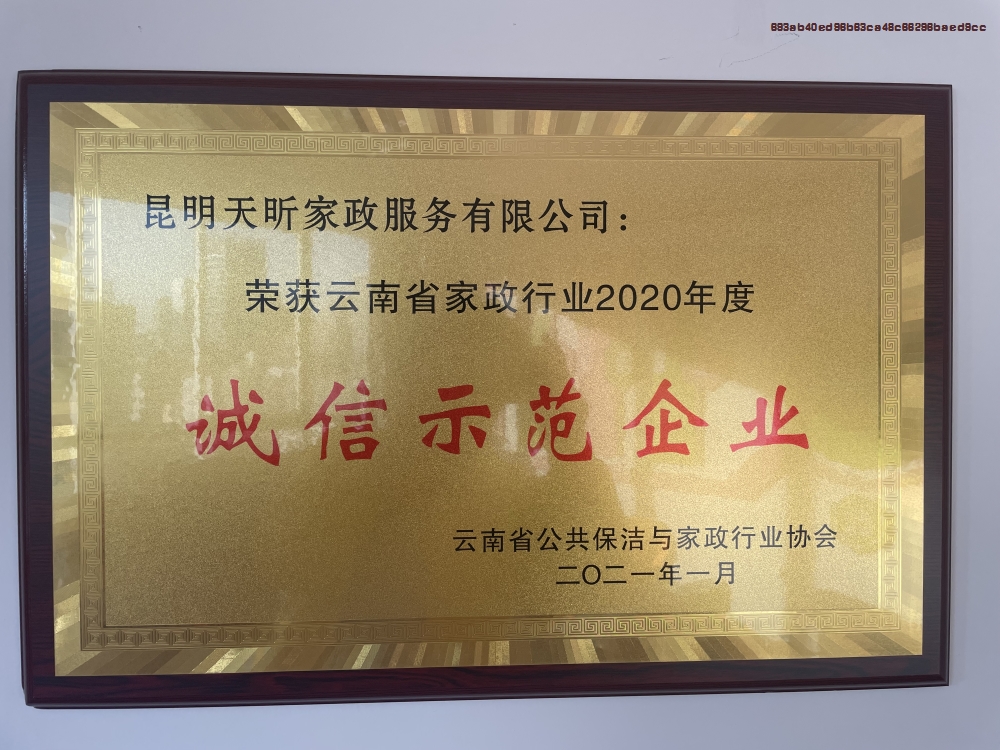 693ab40ed96b63ca48c66296baed9cc
昆明天昕家政服务有限公司：
荣获云南省家政行业2020年度
诚信示范企业
云南省公共保洁与家政行业协会
二〇二一年一月